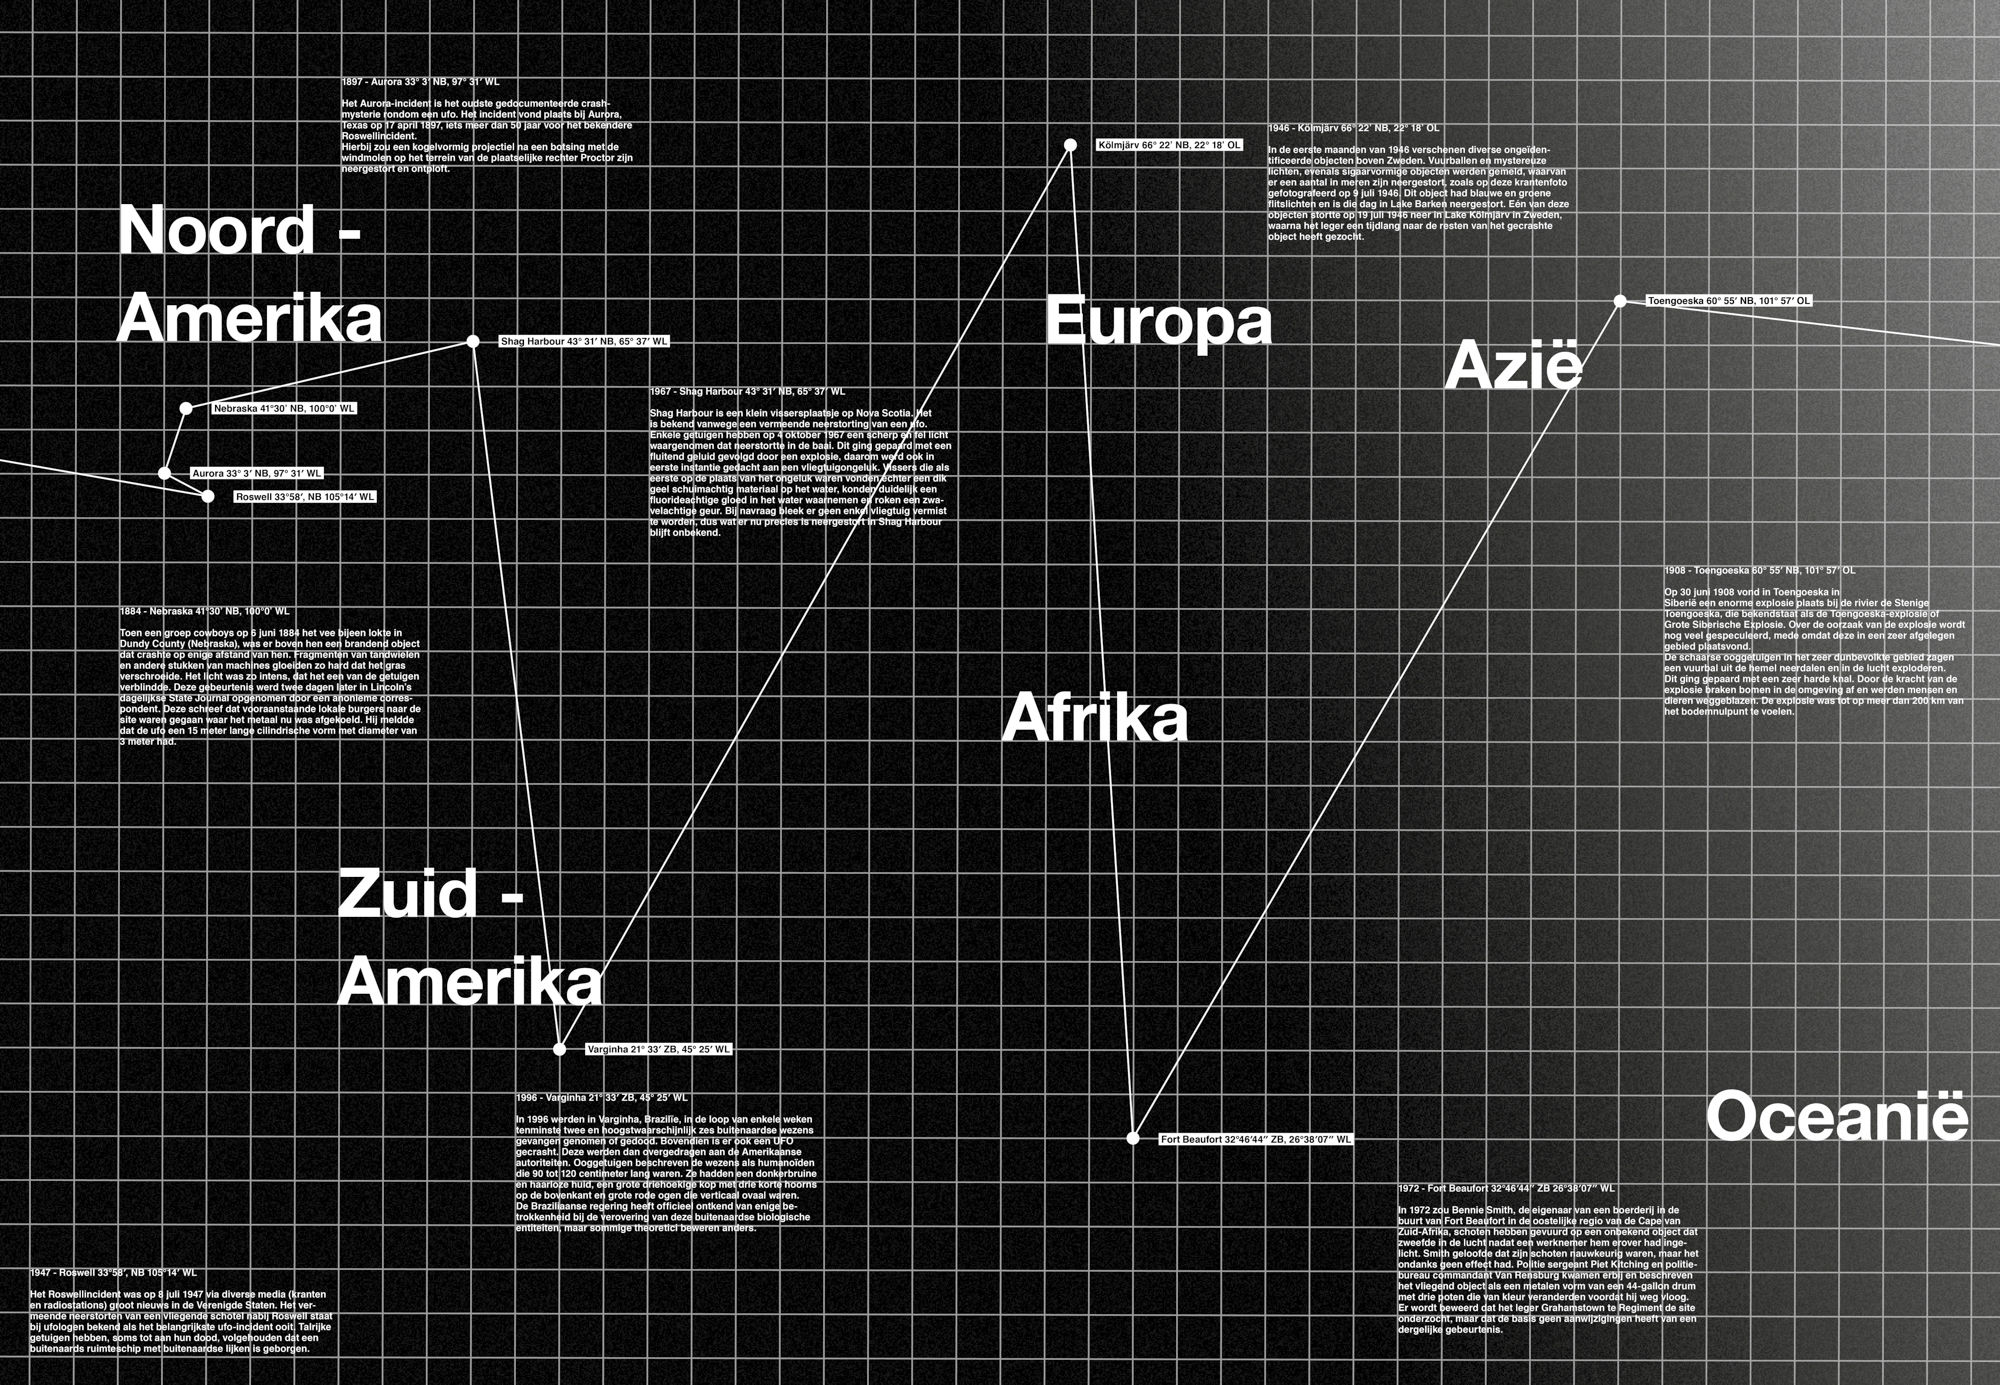 1897 - Aurora 33° 3′ NB, 97° 31′ WL
Het Aurora-incident is het oudste gedocumenteerde crash-
mysterie rondom een ufo. Het incident vond plaats bij Aurora,
Texas op 17 april 1897, iets meer dan 50 jaar voor het bekendere
Roswellincident.
Hierbij zou een kogelvormig projectiel na een botsing met de
windmolen op het terrein van de plaatselijke rechter Proctor zijn
neergestort en ontploft.
Noord -
Amerika
Shag Harbour 43° 31′ NB, 65° 37′ WL
Nebraska 41°30′ NB, 100°0′ WL
Aurora 33° 3′ NB, 97° 31′ WL
Roswell 33°58′, NB 105°14′ WL
Kölmjärv 66° 22′ NB, 22° 18′ OL
1946 - Kölmjärv 66° 22′ NB, 22° 18′ OL
In de eerste maanden van 1946 verschenen diverse ongeïden-
tificeerde objecten boven Zweden. Vuurballen en mystereuze
lichten, evenals sigaarvormige objecten werden gemeld, waarvan
er een aantal in meren zijn neergestort, zoals op deze krantenfoto
gefotografeerd op 9 juli 1946. Dit object had blauwe en groene
flitslichten en is die dag in Lake Barken neergestort. Eén van deze
objecten stortte op 19 juli 1946 neer in Lake Kölmjärv in Zweden,
waarna het leger een tijdlang naar de resten van het gecrashte
object heeft gezocht.
Europa
Azië
Toengoeska 60° 55′ NB, 101° 57′ OL
1967 - Shag Harbour 43° 31′ NB, 65° 37′ WL
Shag Harbour is een klein vissersplaatsje op Nova Scotia. Het
is bekend vanwege een vermeende neerstorting van een ufo.
Enkele getuigen hebben op 4 oktober 1967 een scherp en fel licht
waargenomen dat neerstortte in de baai. Dit ging gepaard met een
fluitend geluid gevolgd door een explosie, daarom werd ook in
eerste instantie gedacht aan een vliegtuigongeluk. Vissers die als
eerste op de plaats van het ongeluk waren vonden echter een dik
geel schuimachtig materiaal op het water, konden duidelijk een
fluorideachtige gloed in het water waarnemen en roken een zwa-
velachtige geur. Bij navraag bleek er geen enkel vliegtuig vermist
te worden, dus wat er nu precies is neergestort in Shag Harbour
blijft onbekend.
1884 - Nebraska 41°30′ NB, 100°0′ WL
Toen een groep cowboys op 6 juni 1884 het vee bijeen lokte in
Dundy County (Nebraska), was er boven hen een brandend object
dat crashte op enige afstand van hen. Fragmenten van tandwielen
en andere stukken van machines gloeiden zo hard dat het gras
verschroeide. Het licht was zo intens, dat het een van de getuigen
verblindde. Deze gebeurtenis werd twee dagen later in Lincoln's
dagelijkse State Journal opgenomen door een anonieme corres-
pondent. Deze schreef dat vooraanstaande lokale burgers naar de
site waren gegaan waar het metaal nu was afgekoeld. Hij meldde
dat de ufo een 15 meter lange cilindrische vorm met diameter van
3 meter had.
1908 - Toengoeska 60° 55′ NB, 101° 57′ OL
Op 30 juni 1908 vond in Toengoeska in
Siberië een enorme explosie plaats bij de rivier de Stenige
Toengoeska, die bekendstaat als de Toengoeska-explosie of
Grote Siberische Explosie. Over de oorzaak van de explosie wordt
nog veel gespeculeerd, mede omdat deze in een zeer afgelegen
gebied plaatsvond.
De schaarse ooggetuigen in het zeer dunbevolkte gebied zagen
een vuurbal uit de hemel neerdalen en in de lucht exploderen.
Dit ging gepaard met een zeer harde knal. Door de kracht van de
explosie braken bomen in de omgeving af en werden mensen en
dieren weggeblazen. De explosie was tot op meer dan 200 km van
het bodemnulpunt te voelen.
Afrika
Zuid -
Amerika
Varginha 21° 33′ ZB, 45° 25′ WL
1996 - Varginha 21° 33′ ZB, 45° 25′ WL
In 1996 werden in Varginha, Brazilïe, in de loop van enkele weken
tenminste twee en hoogstwaarschijnlijk zes buitenaardse wezens
gevangen genomen of gedood. Bovendien is er ook een UFO
gecrasht. Deze werden dan overgedragen aan de Amerikaanse
autoriteiten. Ooggetuigen beschreven de wezens als humanoïden
die 90 tot 120 centimeter lang waren. Ze hadden een donkerbruine
en haarloze huid, een grote driehoekige kop met drie korte hoorns
op de bovenkant en grote rode ogen die verticaal ovaal waren.
De Braziliaanse regering heeft officieel ontkend van enige be-
trokkenheid bij de verovering van deze buitenaardse biologische
entiteiten, maar sommige theoretici beweren anders.
Fort Beaufort 32°46′44″ ZB, 26°38′07″ WL
Oceanië
1972 - Fort Beaufort 32°46′44″ ZB 26°38′07″ WL
In 1972 zou Bennie Smith, de eigenaar van een boerderij in de
buurt van Fort Beaufort in de oostelijke regio van de Cape van
Zuid-Afrika, schoten hebben gevuurd op een onbekend object dat
zweefde in de lucht nadat een werknemer hem erover had inge-
licht. Smith geloofde dat zijn schoten nauwkeurig waren, maar het
ondanks geen effect had. Politie sergeant Piet Kitching en politie-
bureau commandant Van Rensburg kwamen erbij en beschreven
het vliegend object als een metalen vorm van een 44-gallon drum
met drie poten die van kleur veranderden voordat hij weg vloog.
Er wordt beweerd dat het leger Grahamstown te Regiment de site
onderzocht, maar dat de basis geen aanwijzigingen heeft van een
dergelijke gebeurtenis.
1947 - Roswell 33°58′, NB 105°14′ WL
Het Roswellincident was op 8 juli 1947 via diverse media (kranten
en radiostations) groot nieuws in de Verenigde Staten. Het ver-
meende neerstorten van een vliegende schotel nabij Roswell staat
bij ufologen bekend als het belangrijkste ufo-incident ooit. Talrijke
getuigen hebben, soms tot aan hun dood, volgehouden dat een
buitenaards ruimteschip met buitenaardse lijken is geborgen.